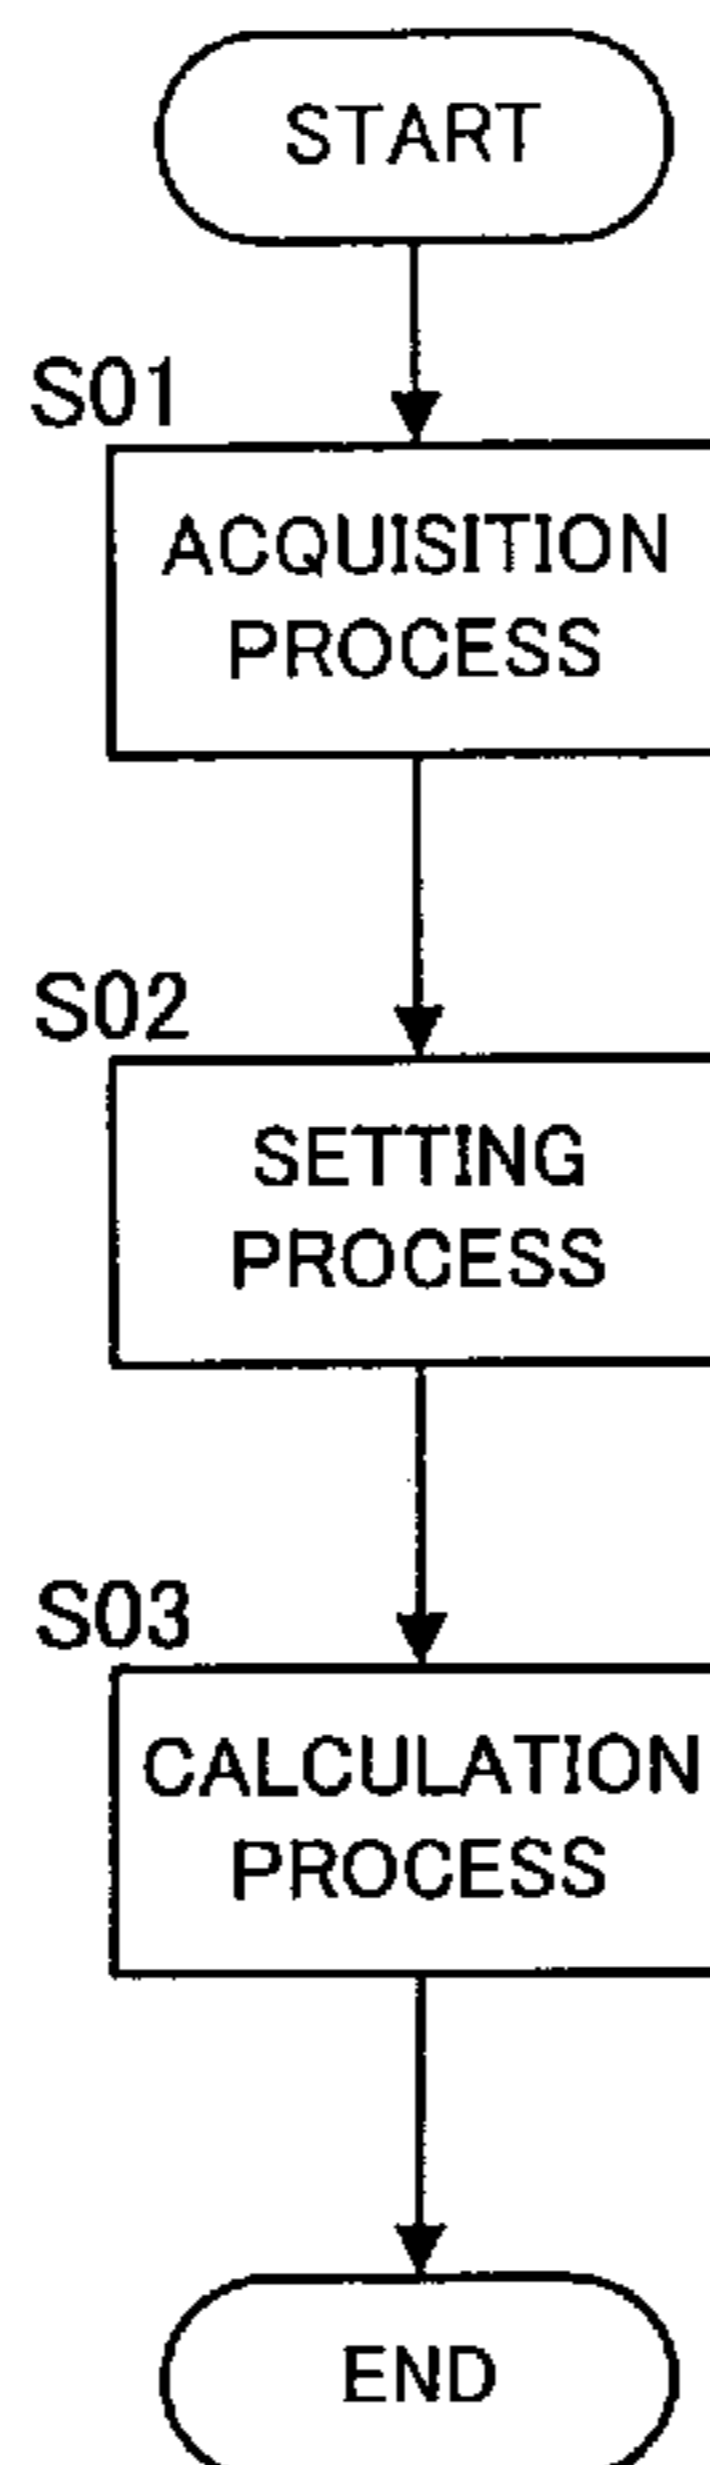 START
S01
ACQUISITION
PROCESS
S02
SETTING
PROCESS
S03
CALCULATION
PROCESS
END